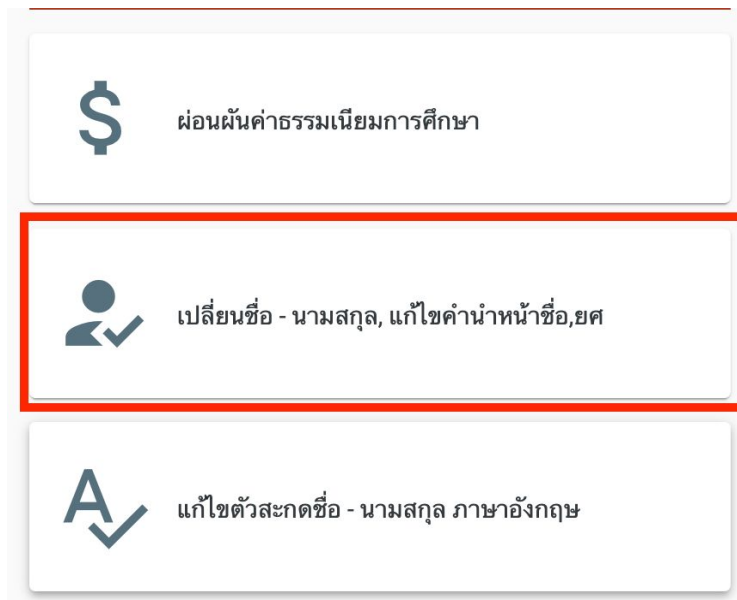 ผ่อนผันค่าธรรมเนียมการศึกษา
เปลี่ยนชื่อ - นามสกุล, แก้ไขคำนำหน้าชื่อ,ยศ
แก้ไขตัวสะกดชื่อ - นามสกุล ภาษาอังกฤษ